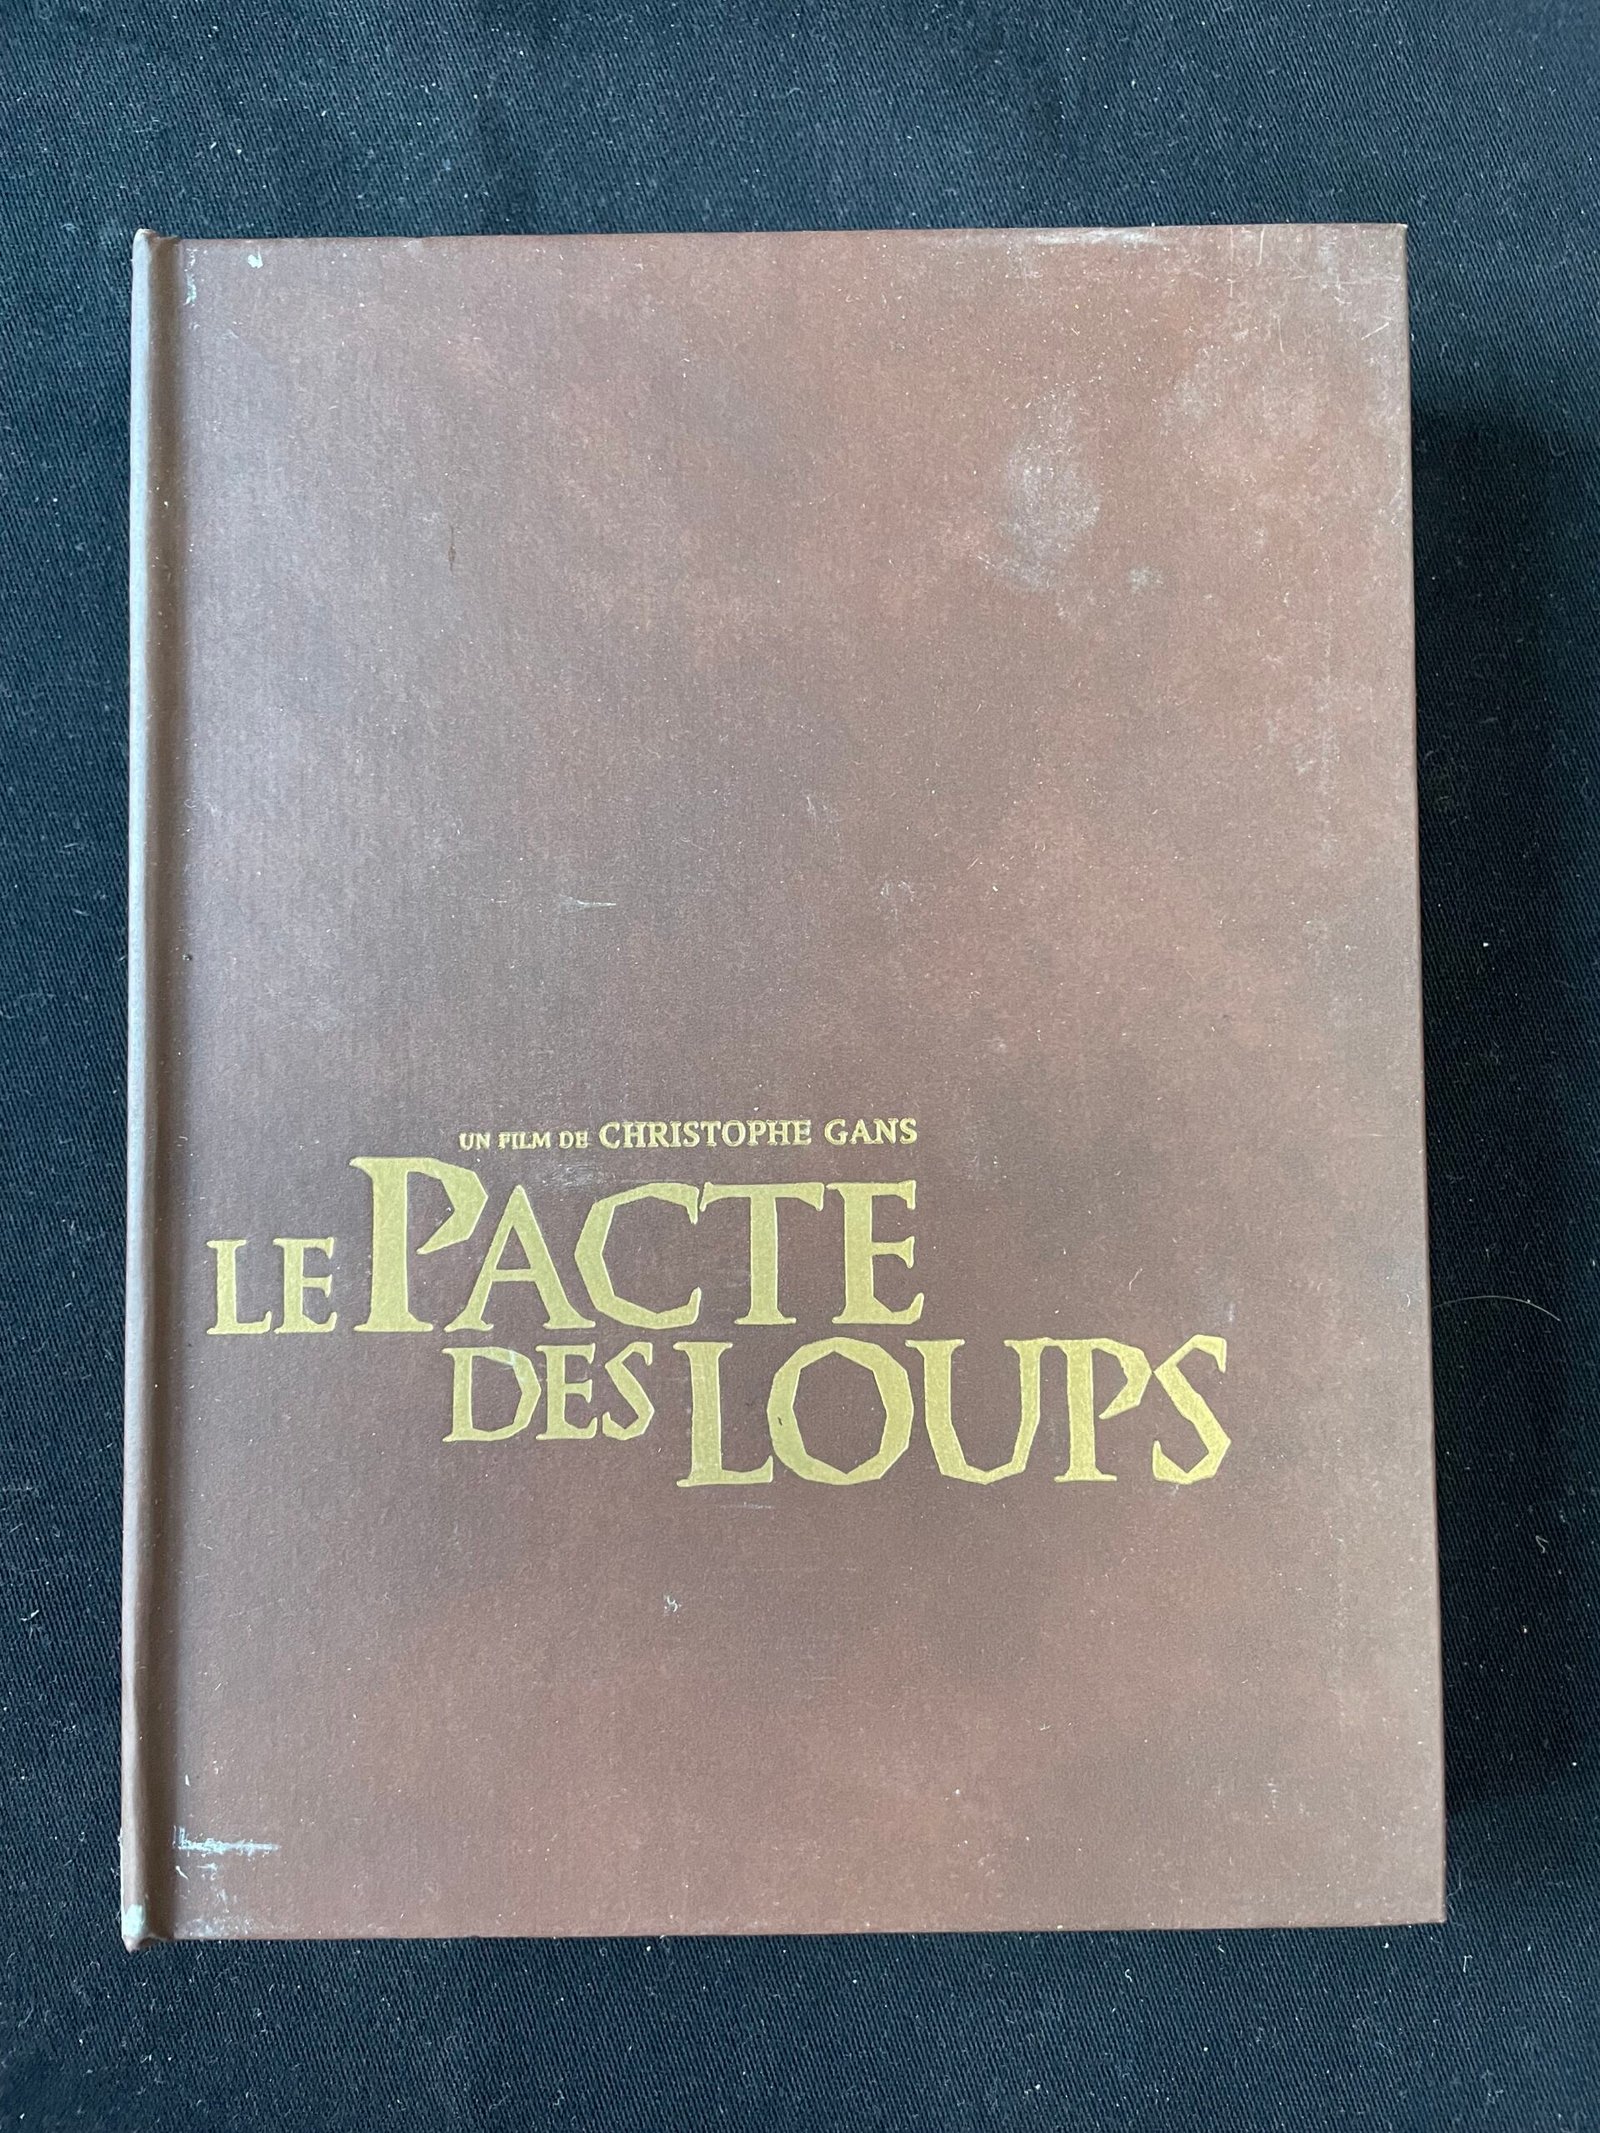 UN FILM DE CHRISTOPHE GANS
LE PACTE
DES LOUPS